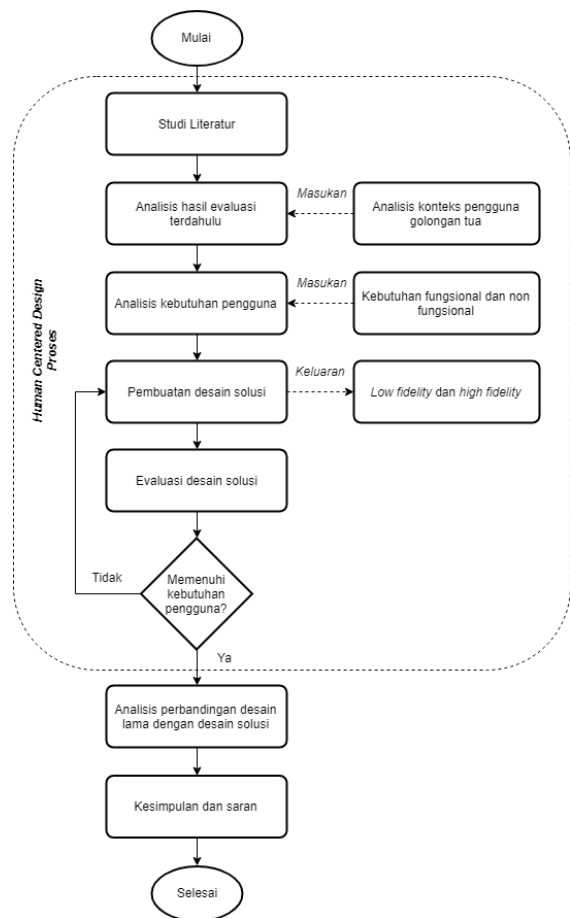 Mulai
Studi Literatur
Analisis hasil evaluasi
terdahulu
Masukan
Analisis konteks pengguna
golongan tua
Analisis kebutuhan pengguna
Masukan
Kebutuhan fungsional dan non
fungsional
Human Centered Design
Proses
Pembuatan desain solusi
Keluaran
Low fidelity dan high fidelity
Evaluasi desain solusi
Memenuhi
kebutuhan
pengguna?
Tidak
Ya
Analisis perbandingan desain
lama dengan desain solusi
Kesimpulan dan saran
Selesai